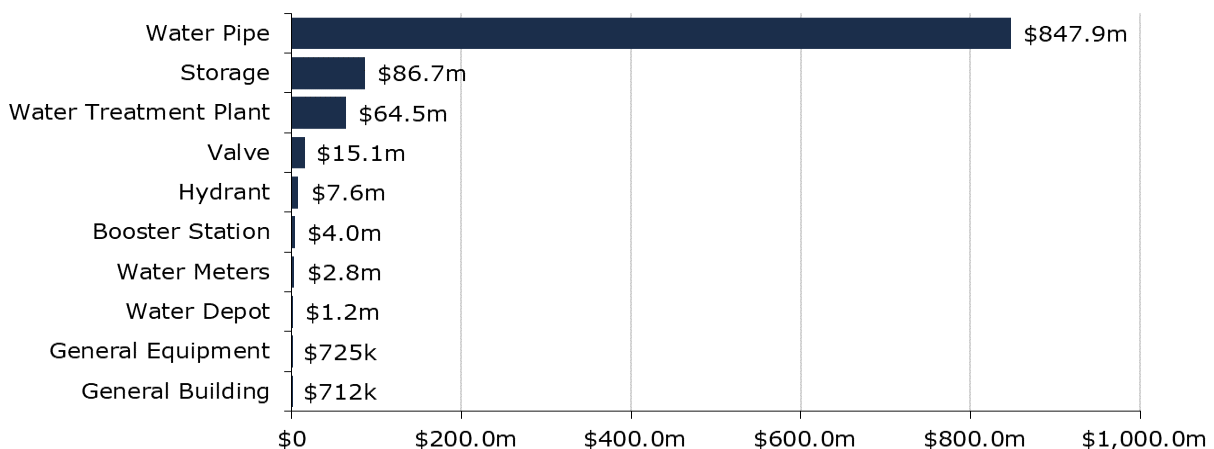 Water Pipe $847.9m
Storage $86.7m
Water Treatment Plant $64.5m
Valve $15.1m
Hydrant $7.6m
Booster Station $4.0m
Water Meters $2.8m
Water Depot $1.2m
General Equipment $725k
General Building $712k
$0 $200.0m $400.0m $600.0m $800.0m $1,000.0m